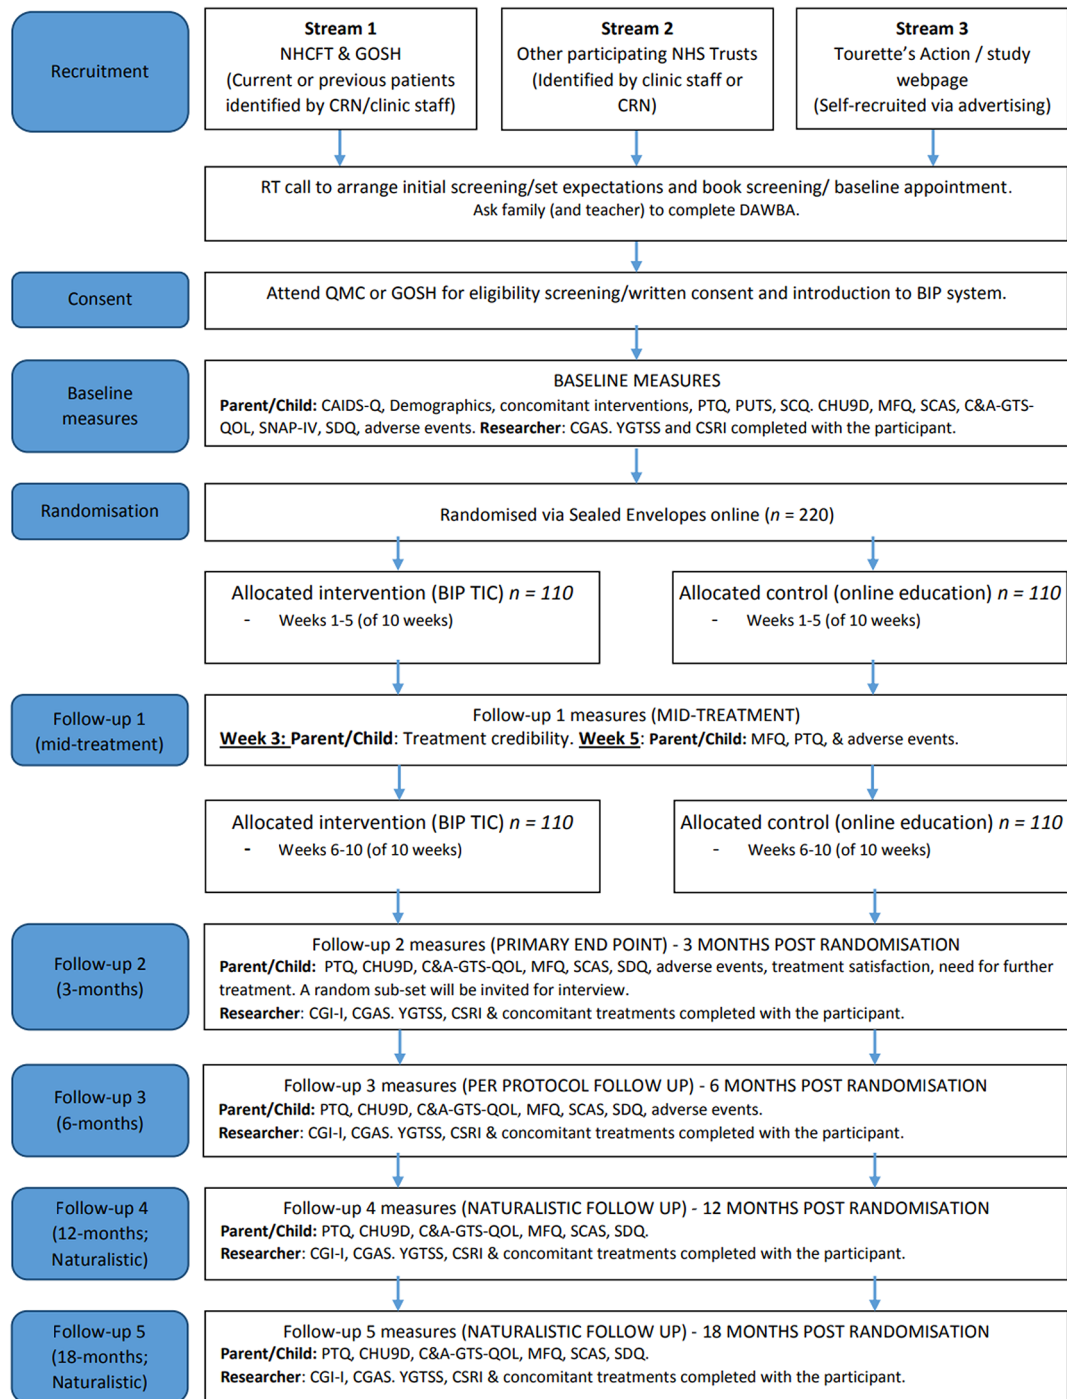 Recruitment
Stream 1
NHCFT & GOSH
(Current or previous patients
identified by CRN/clinic staff)
Stream 2
Other participating NHS Trusts
(Identified by clinic staff or
CRN)
Stream 3
Tourette's Action / study
webpage
(Self-recruited via advertising)
RT call to arrange initial screening/set expectations and book screening/ baseline appointment.
Ask family (and teacher) to complete DAWBA.
Consent
Attend QMC or GOSH for eligibility screening/written consent and introduction to BIP system.
Baseline
measures
BASELINE MEASURES
Parent/Child: CAIDS-Q, Demographics, concomitant interventions, PTQ, PUTS, SCQ. CHU9D, MFQ, SCAS, C&A-GTS-
QOL, SNAP-IV, SDQ, adverse events. Researcher: CGAS. YGTSS and CSRI completed with the participant.
Randomisation
Randomised via Sealed Envelopes online (n = 220)
Allocated intervention (BIP TIC) n = 110
- Weeks 1-5 (of 10 weeks)
Allocated control (online education) n = 110
- Weeks 1-5 (of 10 weeks)
Follow-up 1
(mid-treatment)
Follow-up 1 measures (MID-TREATMENT)
Week 3: Parent/Child: Treatment credibility. Week 5: Parent/Child: MFQ, PTQ, & adverse events.
Allocated intervention (BIP TIC) n = 110
- Weeks 6-10 (of 10 weeks)
Allocated control (online education) n = 110
- Weeks 6-10 (of 10 weeks)
Follow-up 2
(3-months)
Follow-up 2 measures (PRIMARY END POINT) - 3 MONTHS POST RANDOMISATION
Parent/Child: PTQ, CHU9D, C&A-GTS-QOL, MFQ, SCAS, SDQ, adverse events, treatment satisfaction, need for further
treatment. A random sub-set will be invited for interview.
Researcher: CGI-I, CGAS. YGTSS, CSRI & concomitant treatments completed with the participant.
Follow-up 3
(6-months)
Follow-up 3 measures (PER PROTOCOL FOLLOW UP) - 6 MONTHS POST RANDOMISATION
Parent/Child: PTQ, CHU9D, C&A-GTS-QOL, MFQ, SCAS, SDQ, adverse events.
Researcher: CGI-I, CGAS. YGTSS, CSRI & concomitant treatments completed with the participant.
Follow-up 4
(12-months;
Naturalistic)
Follow-up 4 measures (NATURALISTIC FOLLOW UP) - 12 MONTHS POST RANDOMISATION
Parent/Child: PTQ, CHU9D, C&A-GTS-QOL, MFQ, SCAS, SDQ.
Researcher: CGI-I, CGAS. YGTSS, CSRI & concomitant treatments completed with the participant.
Follow-up 5
(18-months;
Naturalistic)
Follow-up 5 measures (NATURALISTIC FOLLOW UP) - 18 MONTHS POST RANDOMISATION
Parent/Child: PTQ, CHU9D, C&A-GTS-QOL, MFQ, SCAS, SDQ.
Researcher: CGI-I, CGAS. YGTSS, CSRI & concomitant treatments completed with the participant.